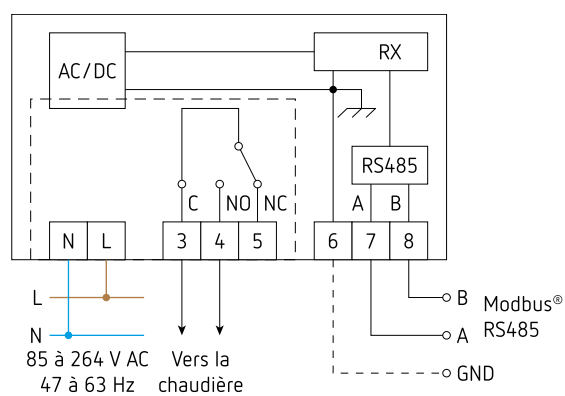 RX
AC/DC
RS485
C NO NC A B
N L 3 4 5 6 7 8
L
B
Modbus®
N
A
RS485
85 à 264 V AC
47 à 63 Hz
Vers la
chaudière
GND